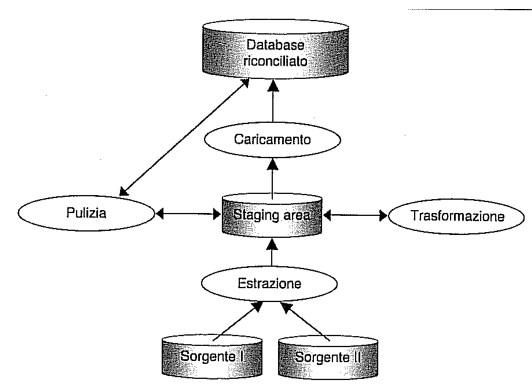 Database
riconciliato
Caricamento
Pulizia
Staging area
Trasformazione
Estrazione
Sorgente I
Sorgente II